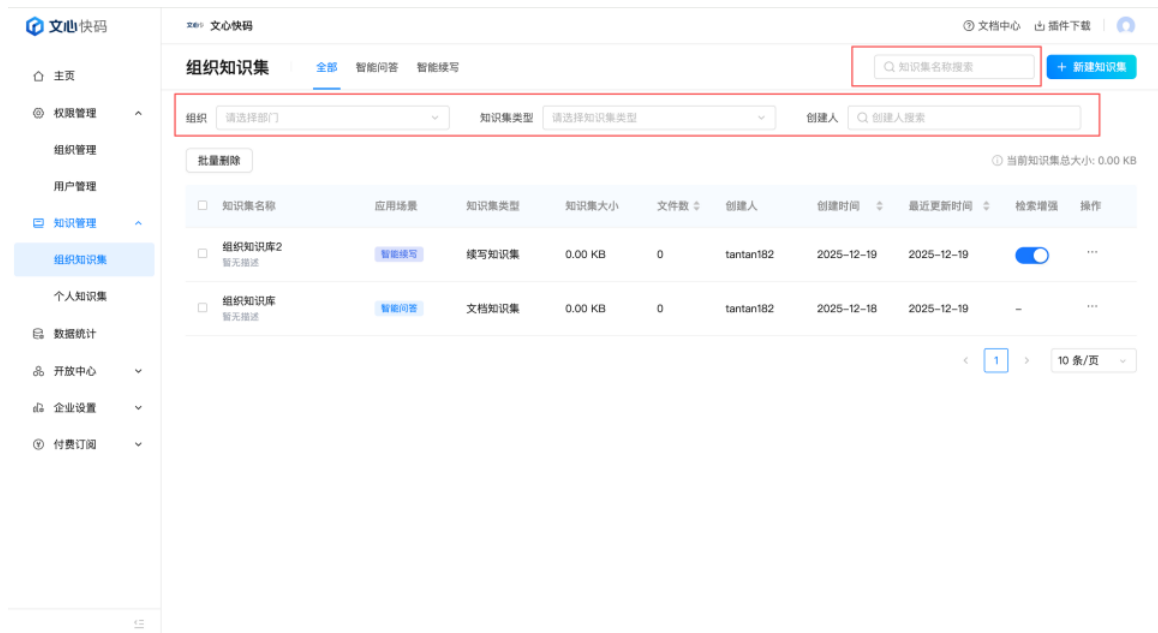 文心快码
文心快码 文心快码
文档中心 插件下载
主页
权限管理
组织管理
用户管理
知识管理
组织知识集
个人知识集
数据统计
开放中心
企业设置
付费订阅
组织知识集 全部 智能问答 智能续写 知识集名称搜索 + 新建知识集
组织 请选择部门 知识集类型 请选择知识集类型 创建人 创建人搜索
批量删除 当前知识集总大小: 0.00 KB
知识集名称 应用场景 知识集类型 知识集大小 文件数 创建人 创建时间 最近更新时间 检索增强 操作
组织知识库2 智能续写 续写知识集 0.00 KB 0 tantan182 2025-12-19 2025-12-19 ...
暂无描述
组织知识库 智能问答 文档知识集 0.00 KB 0 tantan182 2025-12-18 2025-12-19 - ...
暂无描述
< 1 > 10 条/页